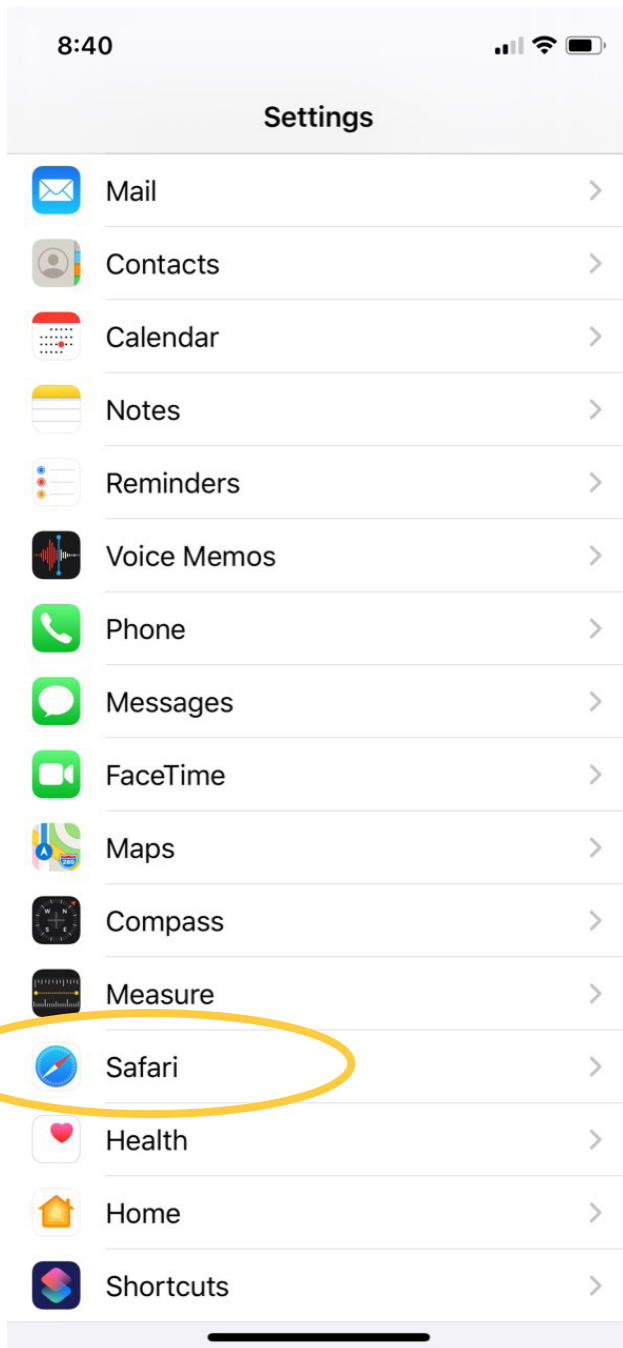 8:40
Settings
Mail
Contacts
Calendar
Notes
Reminders
Voice Memos
Phone
Messages
FaceTime
Maps
280
Compass
W N
S E
Measure
Safari
Health
Home
Shortcuts